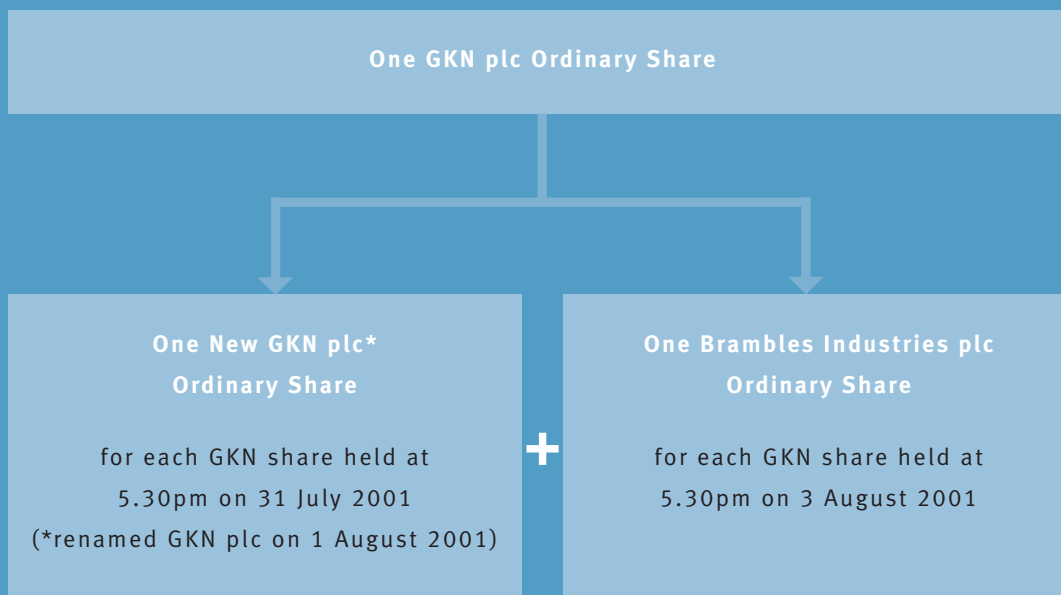 One GKN plc Ordinary Share
One New GKN plc*
Ordinary Share
for each GKN share held at
5.30pm on 31 July 2001
(*renamed GKN plc on 1 August 2001)
+
One Brambles Industries plc
Ordinary Share
for each GKN share held at
5.30pm on 3 August 2001